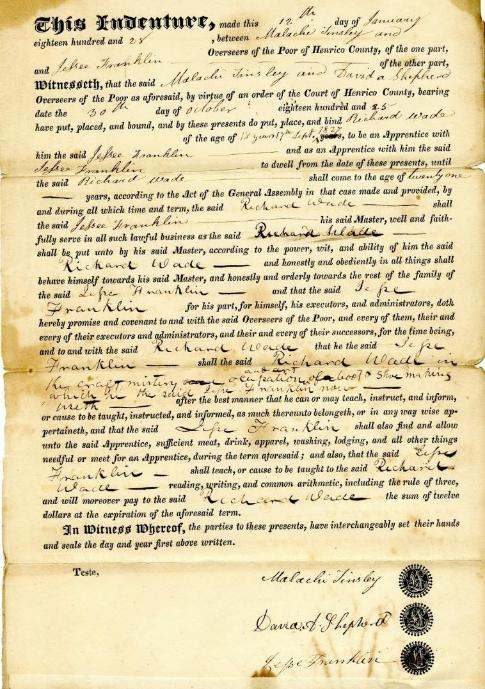 This Indenture, made this 12th day of January
eighteen hundred and 28, between Malachi Tinsley and
Overseers of the Poor of Henrico County, of the one part,
and Jesse Franklin of the other part,
Witnesseth, that the said Malachi Tinsley and David A Shepherd
Overseers of the Poor as aforesaid, by virtue of an order of the Court of Henrico County, bearing
date the 30th day of October eighteen hundred and 25
have put, placed, and bound, and by these presents do put, place, and bind Richard Wade
of the age of 18 years 17th Sept. 1827 years, to be an Apprentice with
him the said Jesse Franklin and as an Apprentice with him the said
Jesse Franklin to dwell from the date of these presents, until
the said Richard Wade shall come to the age of twenty one
years, according to the Act of the General Assembly in that case made and provided, by
and during all which time and term, the said Richard Wade shall
the said Jesse Franklin his said Master, well and faith-
fully serve in all such lawful business as the said Richard Wade
shall be put unto by his said Master, according to the power, wit, and ability of him the said
Richard Wade and honestly and obediently in all things shall
behave himself towards his said Master, and honestly and orderly towards the rest of the family of
the said Jesse Franklin and that the said Jesse
Franklin for his part, for himself, his executors, and administrators, doth
hereby promise and covenant to and with the said Overseers of the Poor, and every of them, their and
every of their executors and administrators, and their and every of their successors, for the time being,
and to and with the said Richard Wade that he the said Jesse
Franklin shall the said Richard Wade in
the craft mistery and occupation of a boot & Shoe making
which he the said Jesse Franklin now
useth after the best manner that he can or may teach, instruct, and inform,
or cause to be taught, instructed, and informed, as much thereunto belongeth, or in any way wise ap-
pertaineth, and that the said Jesse Franklin shall also find and allow
unto the said Apprentice, sufficient meat, drink, apparel, washing, lodging, and all other things
needful or meet for an Apprentice, during the term aforesaid; and also, that the said Jesse
Franklin shall teach, or cause to be taught to the said Richard
Wade reading, writing, and common arithmetic, including the rule of three,
and will moreover pay to the said Richard Wade the sum of twelve
dollars at the expiration of the aforesaid term.
In Witness Whereof, the parties to these presents, have interchangeably set their hands
and seals the day and year first above written.
Teste,
Malachi Tinsley
David A Shepherd
Jesse Franklin